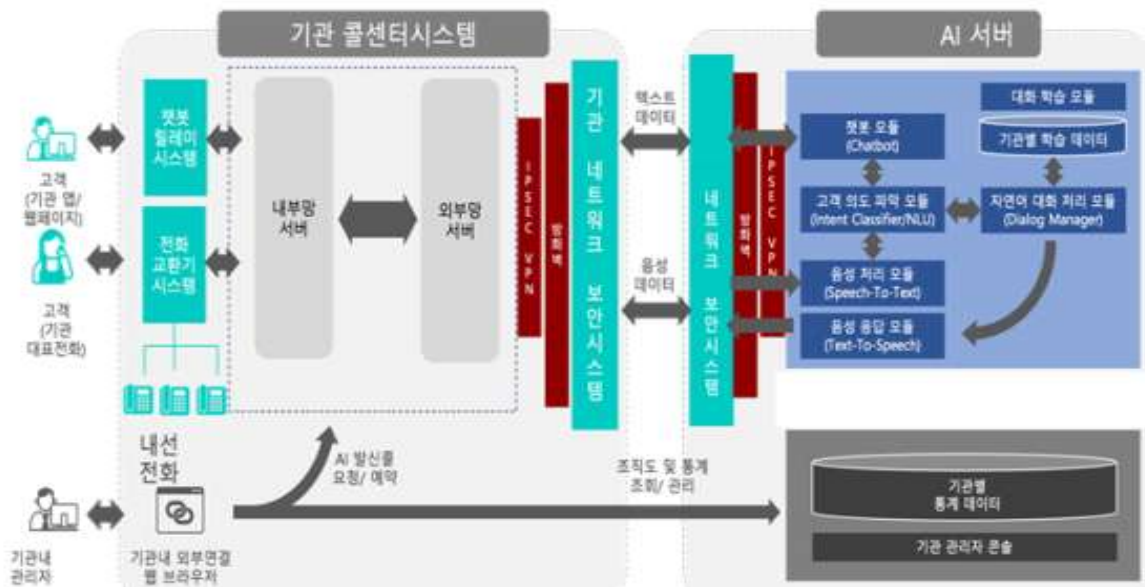 기관 콜센터시스템
AI 서버
고객
(기관 앱/
웹페이지)
고객
(기관
대표전화)
챗봇
릴레이
시스템
전화
교환기
시스템
내부망
서버
외부망
서버
IPSEC VPN
방화벽
기관 네트워크 보안시스템
텍스트
데이터
음성
데이터
네트워크 보안시스템
방화벽
IPSEC VPN
챗봇 모듈
(Chatbot)
고객 의도 파악 모듈
(Intent Classifier/NLU)
음성 처리 모듈
(Speech-To-Text)
음성 응답 모듈
(Text-To-Speech)
대화 학습 모듈
기관별 학습 데이터
자연어 대화 처리 모듈
(Dialog Manager)
내선
전화
AI 발신콜
요청/ 예약
조직도 및 통계
조회/ 관리
기관내
관리자
기관내 외부연결
웹 브라우저
기관별
통계 데이터
기관 관리자 콘솔